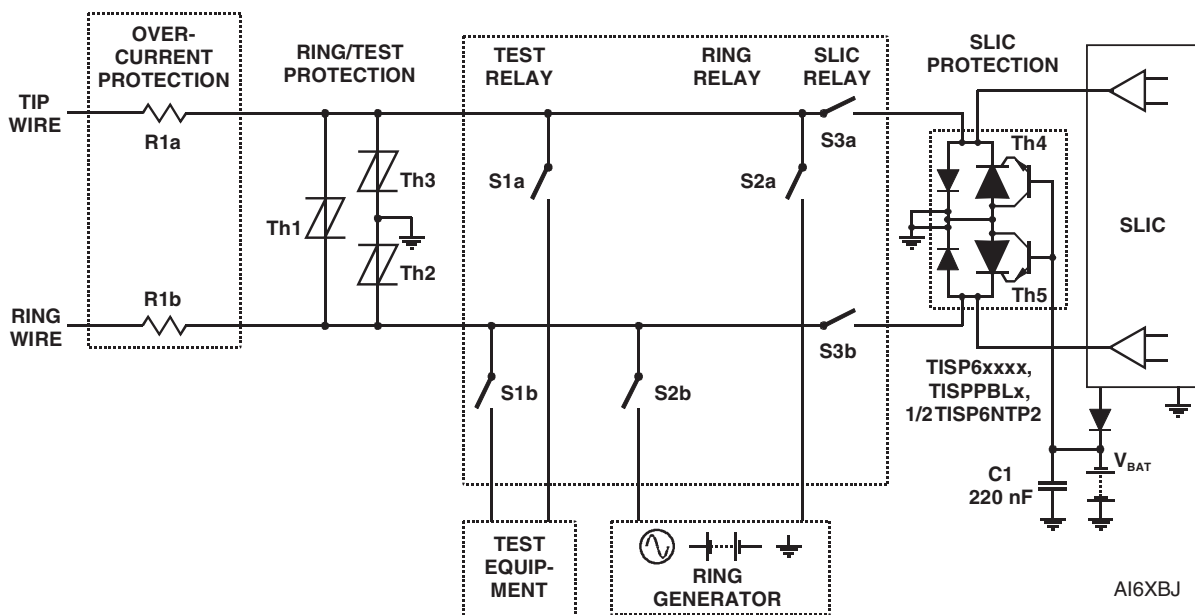 OVER-
CURRENT
PROTECTION
RING/TEST
PROTECTION
TEST
RELAY
RING
RELAY
SLIC
RELAY
SLIC
PROTECTION
TIP
WIRE
R1a
Th3
Th1
Th2
S1a
S2a
S3a
Th4
SLIC
Th5
R1b
RING
WIRE
S1b
S2b
S3b
TISP6xxxx,
TISPPBLx,
1/2TISP6NTP2
C1
220 nF
VBAT
TEST
EQUIP-
MENT
RING
GENERATOR
AI6XBJ